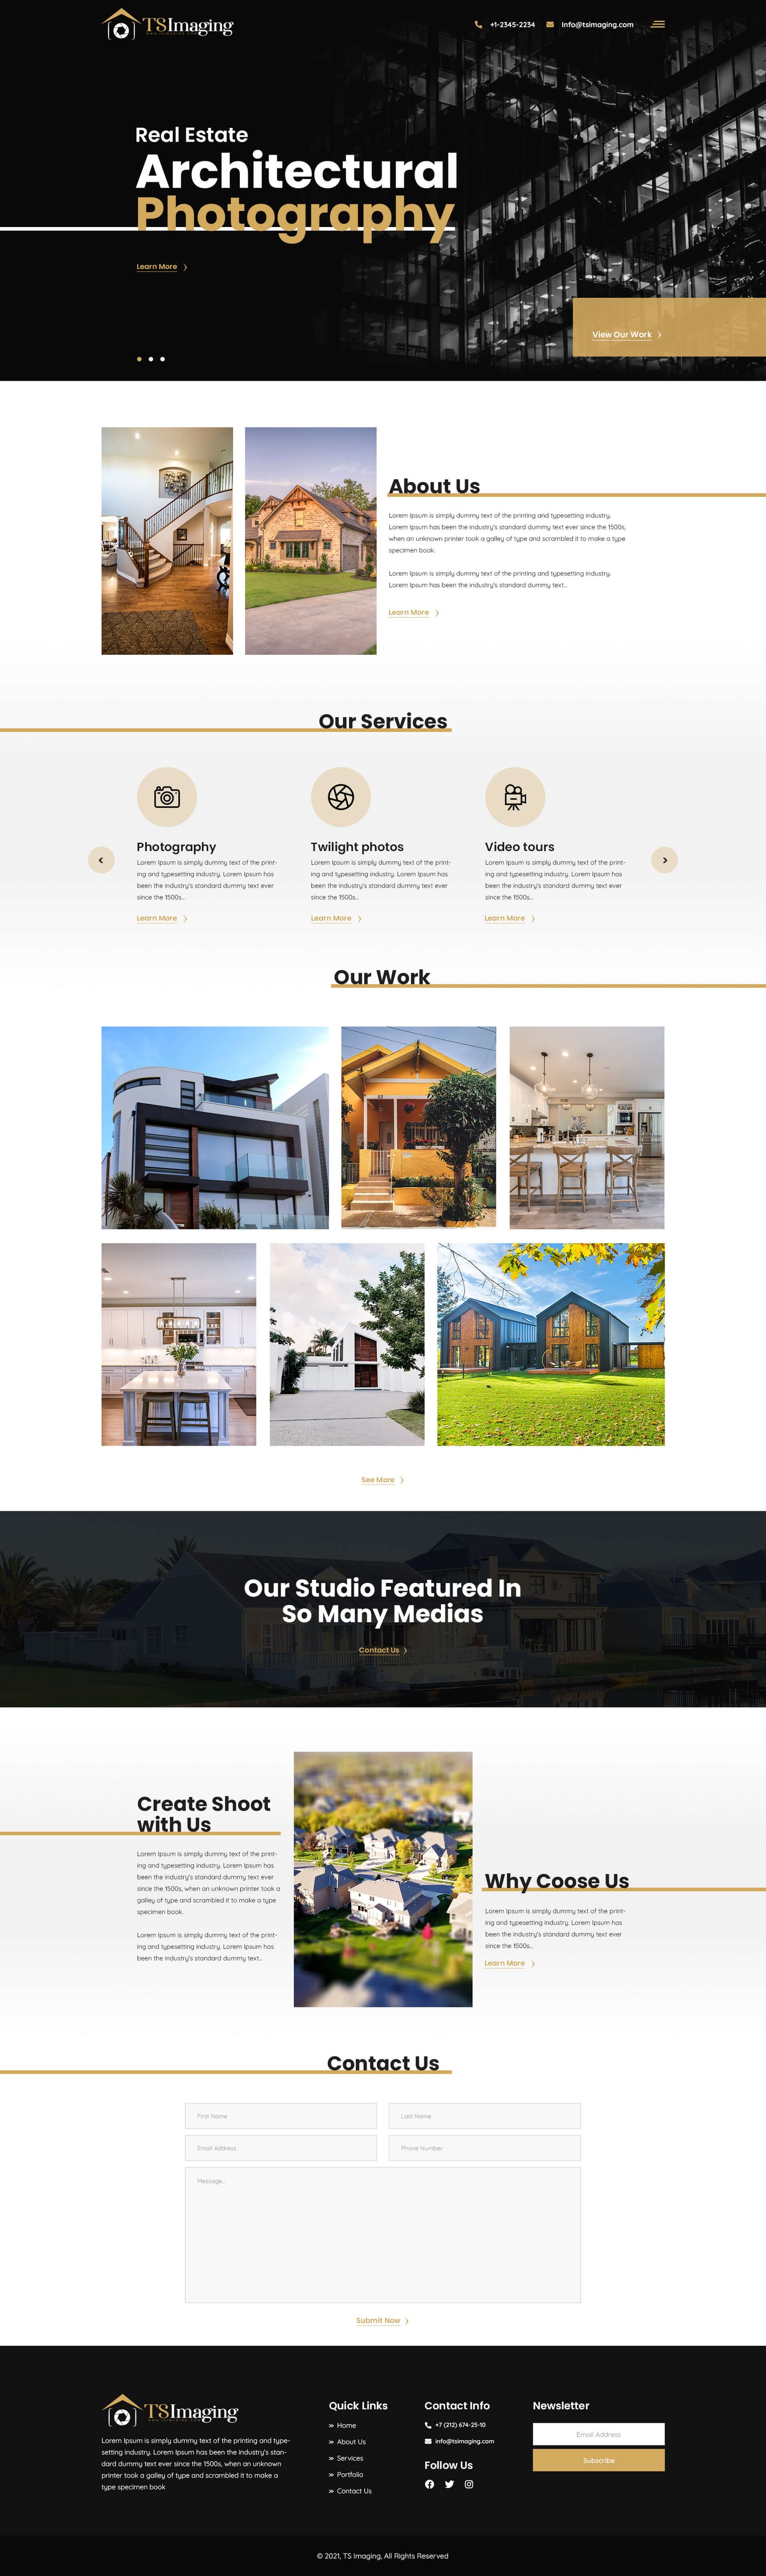 TSImaging
+1-2345-2234
Info@tsimaging.com
Real Estate
Architectural
Photography
Learn More
View Our Work
About Us
Lorem Ipsum is simply dummy text of the printing and typesetting industry.
Lorem Ipsum has been the industry's standard dummy text ever since the 1500s,
when an unknown printer took a galley of type and scrambled it to make a type
specimen book.
Lorem Ipsum is simply dummy text of the printing and typesetting industry.
Lorem Ipsum has been the industry's standard dummy text...
Learn More
Our Services
Photography
Lorem Ipsum is simply dummy text of the print-
ing and typesetting industry. Lorem Ipsum has
been the industry's standard dummy text ever
since the 1500s...
Learn More
Twilight photos
Lorem Ipsum is simply dummy text of the print-
ing and typesetting industry. Lorem Ipsum has
been the industry's standard dummy text ever
since the 1500s...
Learn More
Video tours
Lorem Ipsum is simply dummy text of the print-
ing and typesetting industry. Lorem Ipsum has
been the industry's standard dummy text ever
since the 1500s...
Learn More
Our Work
See More
Our Studio Featured In
So Many Medias
Contact Us
Create Shoot
with Us
Lorem Ipsum is simply dummy text of the print-
ing and typesetting industry. Lorem Ipsum has
been the industry's standard dummy text ever
since the 1500s, when an unknown printer took a
galley of type and scrambled it to make a type
specimen book.
Lorem Ipsum is simply dummy text of the print-
ing and typesetting industry. Lorem Ipsum has
been the industry's standard dummy text...
Why Coose Us
Lorem Ipsum is simply dummy text of the print-
ing and typesetting industry. Lorem Ipsum has
been the industry's standard dummy text ever
since the 1500s...
Learn More
Contact Us
First Name
Last Name
Email Address
Phone Number
Message...
Submit Now
TSImaging
Lorem Ipsum is simply dummy text of the printing and type-
setting industry. Lorem Ipsum has been the industry's stan-
dard dummy text ever since the 1500s, when an unknown
printer took a galley of type and scrambled it to make a
type specimen book
Quick Links
Home
About Us
Services
Portfolio
Contact Us
Contact Info
+7 (212) 674-25-10
info@tsimaging.com
Follow Us
Newsletter
Email Address
Subscribe
© 2021, TS Imaging, All Rights Reserved